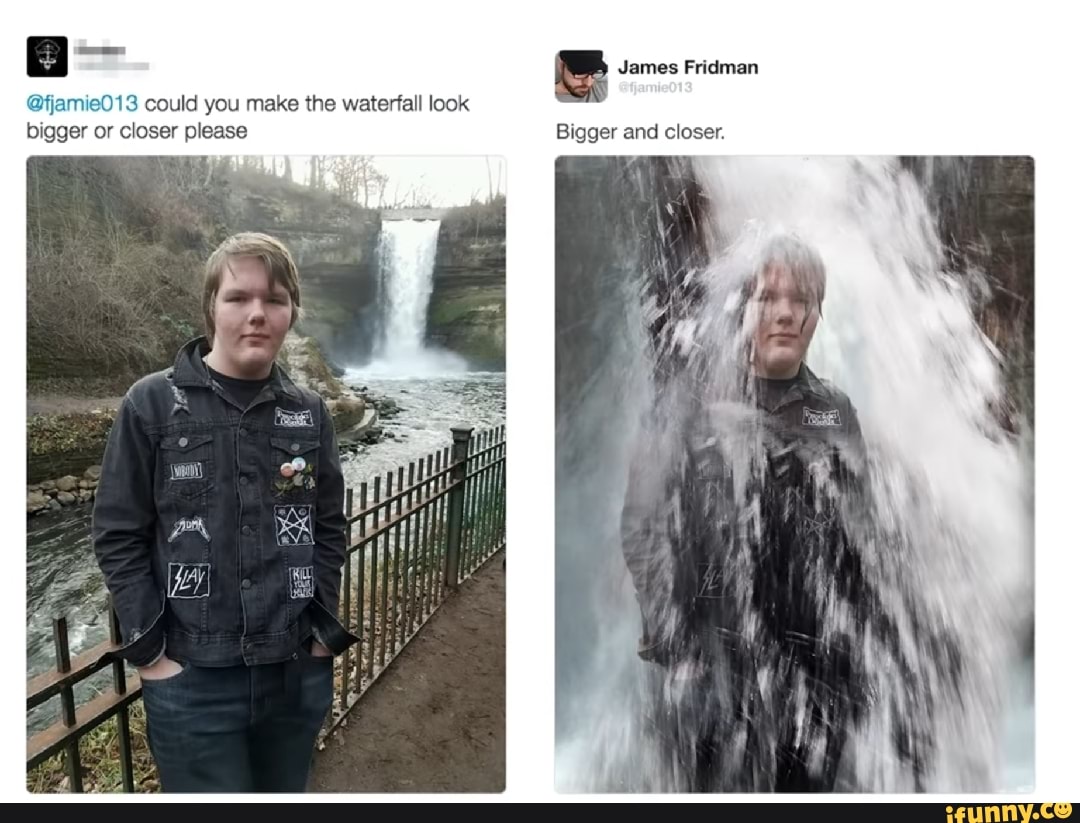 @fjamie013 could you make the waterfall look
bigger or closer please
James Fridman
@fjamie013
Bigger and closer.
NOBODY
SLAY
KILL
YOUR
SELFIE
ifunny.co